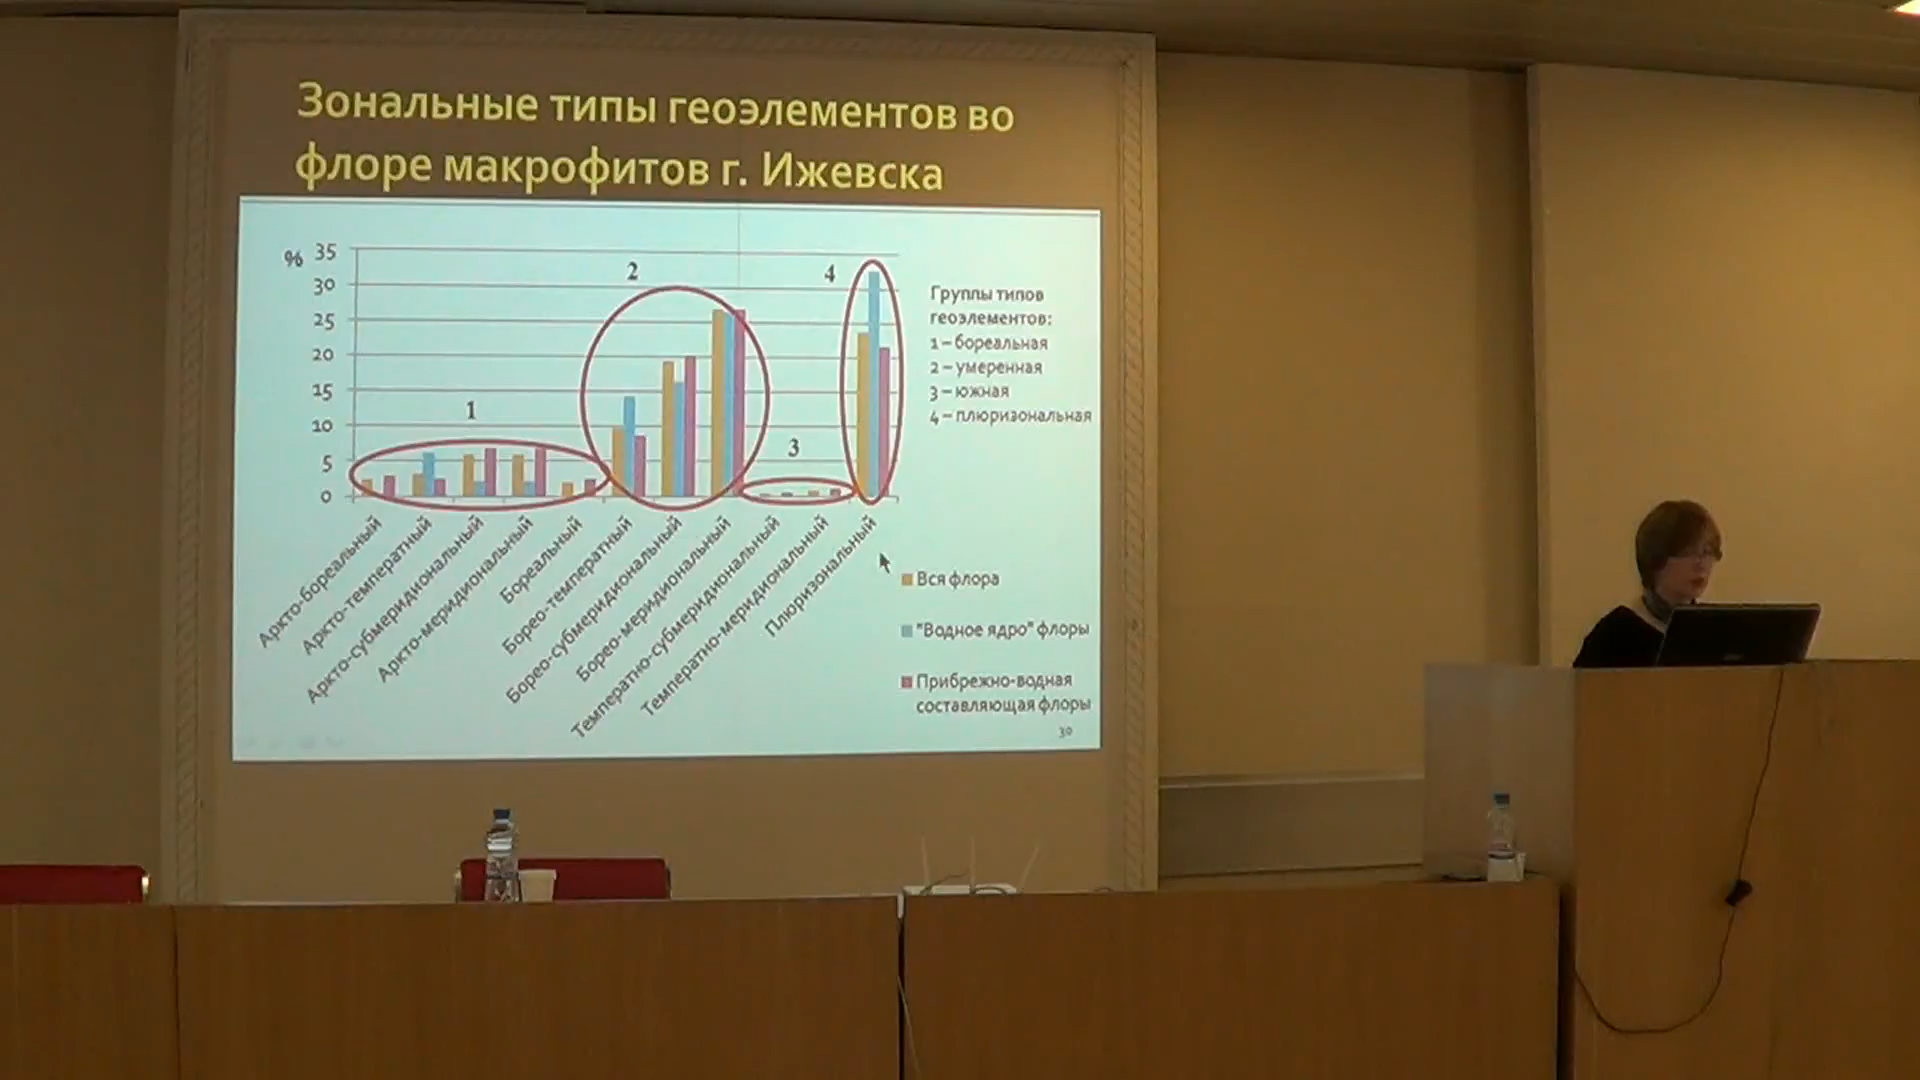 Зональные типы геоэлементов во
флоре макрофитов г. Ижевска
%
35
30
25
20
15
10
5
0
1
2
3
4
Группы типов
геоэлементов:
1 – бореальная
2 – умеренная
3 – южная
4 – плюризональная
Аркто-бореальный
Аркто-температный
Аркто-субмеридиональный
Аркто-меридиональный
Бореальный
Борео-температный
Борео-субмеридиональный
Борео-меридиональный
Температно-субмеридиональный
Температно-меридиональный
Плюризональный
Вся флора
"Водное ядро" флоры
Прибрежно-водная
составляющая флоры
30